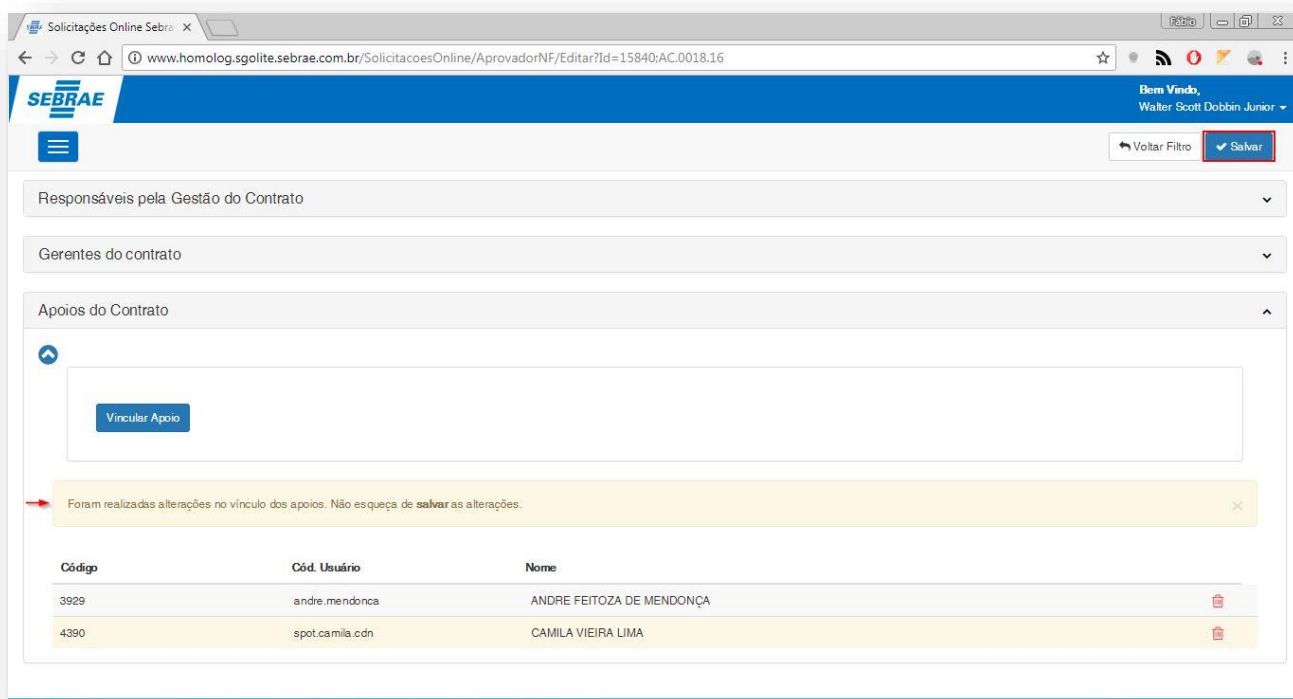 Solicitações Online Sebra
Fábio
www.homolog.sgolite.sebrae.com.br/SolicitacoesOnline/AprovadorNF/Editar?Id=15840;AC.0018.16
SEBRAE
Bem Vindo,
Walter Scott Dobbin Junior
Voltar Filtro
Salvar
Responsáveis pela Gestão do Contrato
Gerentes do contrato
Apoios do Contrato
Vincular Apoio
Foram realizadas alterações no vínculo dos apoios. Não esqueça de salvar as alterações.
Código Cód. Usuário Nome
3929 andre.mendonca ANDRE FEITOZA DE MENDONÇA
4390 spot.camila.cdn CAMILA VIEIRA LIMA